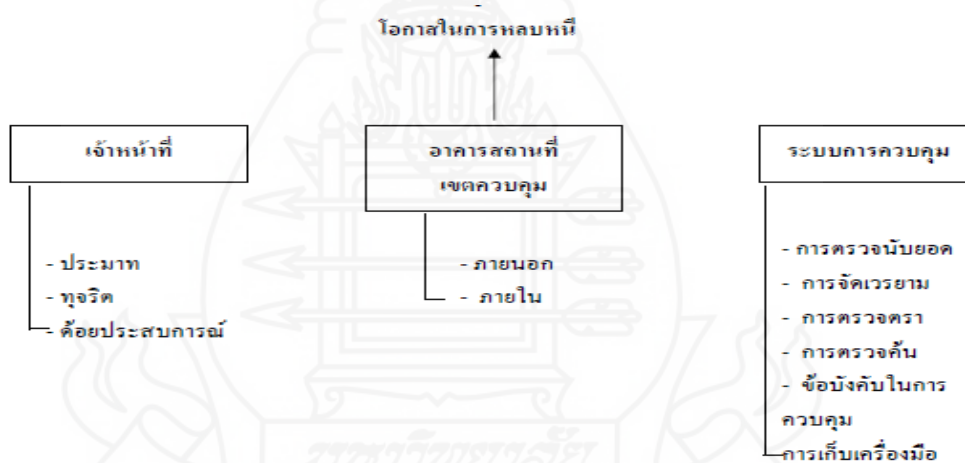 -
โอกาสในการหลบหนี
เจ้าหน้าที่
- ประมาท
- ทุจริต
- ด้อยประสบการณ์
อาคารสถานที่
เขตควบคุม
- ภายนอก
- ภายใน
ระบบการควบคุม
- การตรวจนับยอด
- การจัดเวรยาม
- การตรวจตรา
- การตรวจค้น
- ข้อบังคับในการ
ควบคุม
การเก็บเครื่องมือ